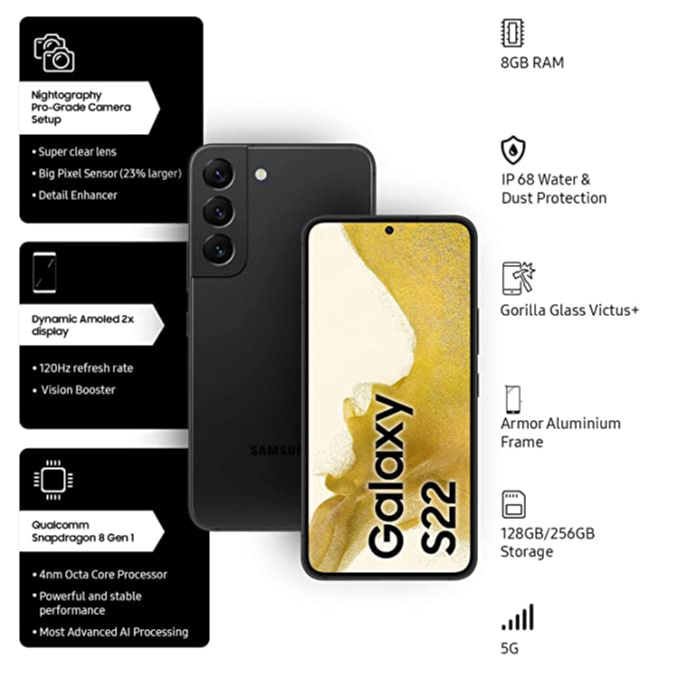 Nightography
Pro-Grade Camera
Setup
• Super clear lens
• Big Pixel Sensor (23% larger)
• Detail Enhancer
Dynamic Amoled 2x
display
• 120Hz refresh rate
• Vision Booster
Qualcomm
Snapdragon 8 Gen 1
• 4nm Octa Core Processor
• Powerful and stable
performance
• Most Advanced AI Processing
SAMSU
Galaxy
S22
8GB RAM
IP 68 Water &
Dust Protection
Gorilla Glass Victus+
Armor Aluminium
Frame
128GB/256GB
Storage
5G